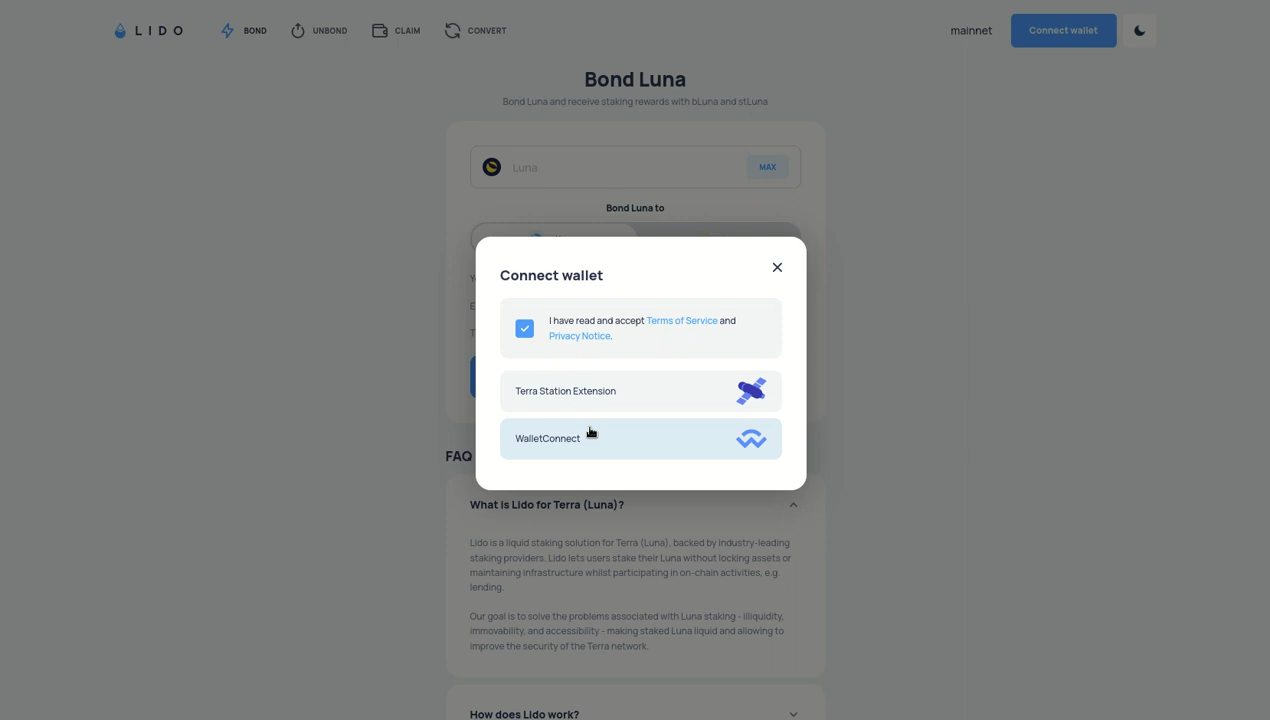 LIDO
BOND
UNBOND
CLAIM
CONVERT
mainnet
Connect wallet
Bond Luna
Bond Luna and receive staking rewards with bLuna and stLuna
Luna
MAX
Bond Luna to
Connect wallet
I have read and accept Terms of Service and
Privacy Notice.
Terra Station Extension
WalletConnect
FAQ
What is Lido for Terra (Luna)?
Lido is a liquid staking solution for Terra (Luna), backed by industry-leading
staking providers. Lido lets users stake their Luna without locking assets or
maintaining infrastructure whilst participating in on-chain activities, e.g.
lending.
Our goal is to solve the problems associated with Luna staking - illiquidity,
immovability, and accessibility - making staked Luna liquid and allowing to
improve the security of the Terra network.
How does Lido work?